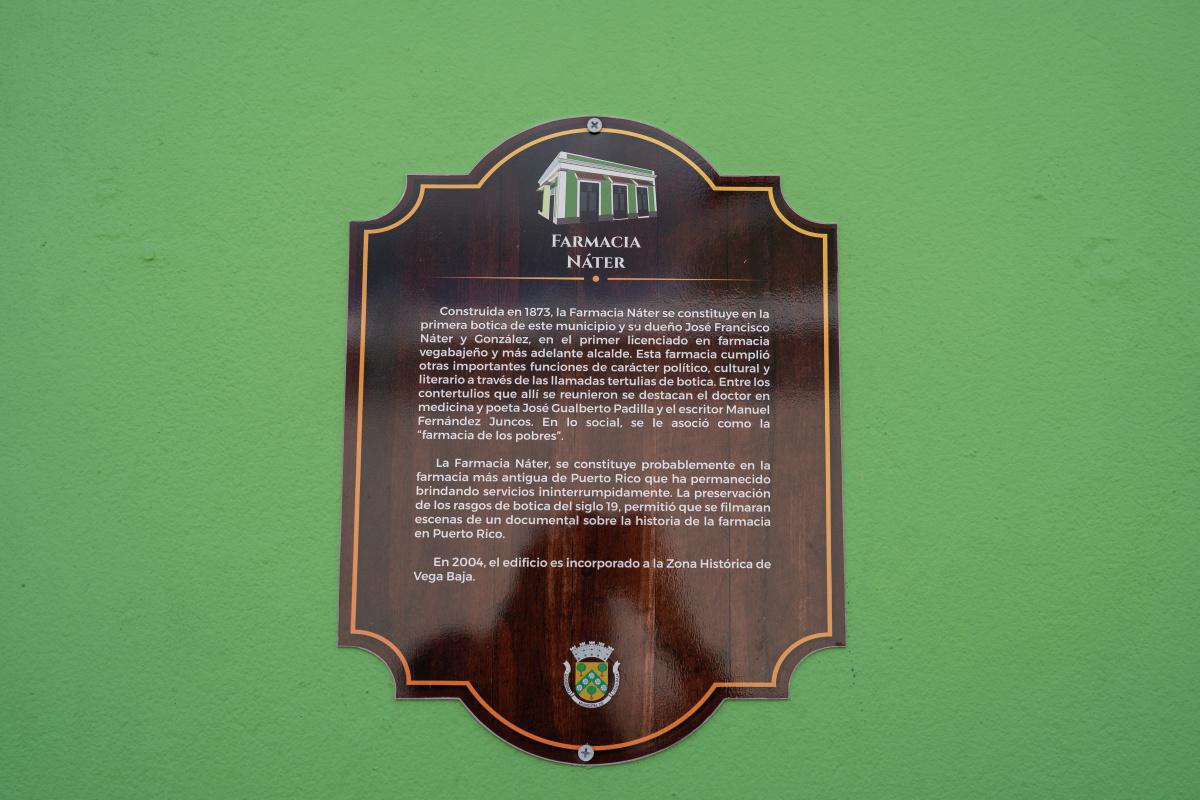 FARMACIA
NÁTER
Construida en 1873, la Farmacia Náter se constituye en la
primera botica de este municipio y su dueño José Francisco
Náter y González, en el primer licenciado en farmacia
vegabajeño y más adelante alcalde. Esta farmacia cumplió
otras importantes funciones de carácter político, cultural y
literario a través de las llamadas tertulias de botica. Entre los
contertulios que allí se reunieron se destacan el doctor en
medicina y poeta José Gualberto Padilla y el escritor Manuel
Fernández Juncos. En lo social, se le asoció como la
"farmacia de los pobres".
La Farmacia Náter, se constituye probablemente en la
farmacia más antigua de Puerto Rico que ha permanecido
brindando servicios ininterrumpidamente. La preservación
de los rasgos de botica del siglo 19, permitió que se filmaran
escenas de un documental sobre la historia de la farmacia
en Puerto Rico.
En 2004, el edificio es incorporado a la Zona Histórica de
Vega Baja.